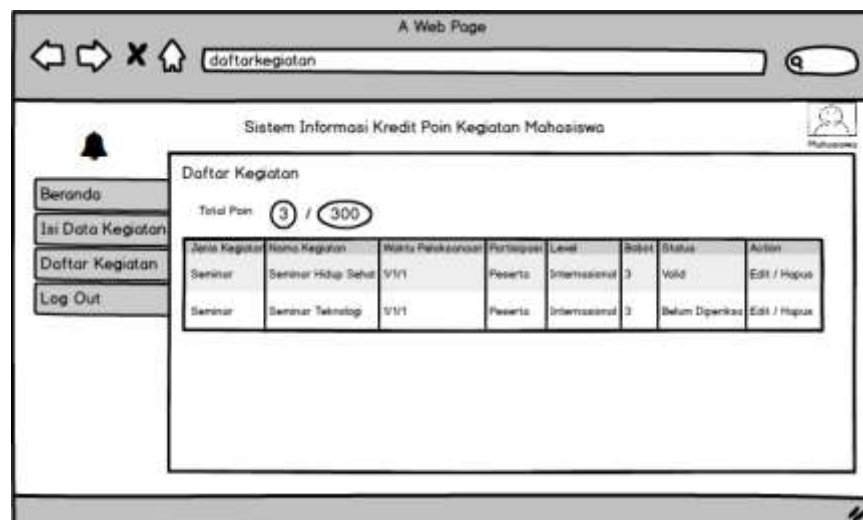 A Web Page
daftarkegiatan
Sistem Informasi Kredit Poin Kegiatan Mahasiswa
Mahasiswa
Daftar Kegiatan
Beranda
Total Poin 3 / 300
Isi Data Kegiatan
Daftar Kegiatan
Log Out
Jenis Kegiatan Nama Kegiatan Waktu Pelaksanaan Partisipasi Level Bobot Status Action
Seminar Seminar Hidup Sehat 1/1/1 Peserta Internasional 3 Valid Edit / Hapus
Seminar Seminar Teknologi 1/1/1 Peserta Internasional 3 Belum Diperiksa Edit / Hapus